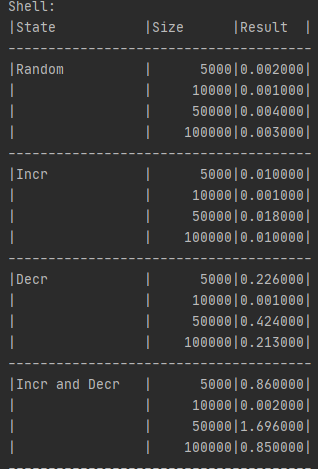 Shell:
|State          |Size      |Result  |
--------------------------------------
|Random         |      5000|0.002000|
|               |     10000|0.001000|
|               |     50000|0.004000|
|               |    100000|0.003000|
--------------------------------------
|Incr           |      5000|0.010000|
|               |     10000|0.001000|
|               |     50000|0.018000|
|               |    100000|0.010000|
--------------------------------------
|Decr           |      5000|0.226000|
|               |     10000|0.001000|
|               |     50000|0.424000|
|               |    100000|0.213000|
--------------------------------------
|Incr and Decr  |      5000|0.860000|
|               |     10000|0.002000|
|               |     50000|1.696000|
|               |    100000|0.850000|
--------------------------------------